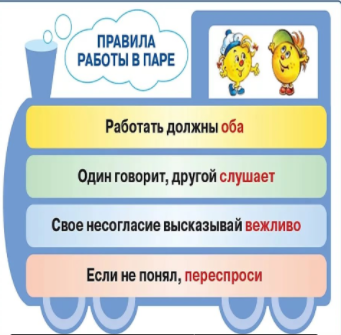 ПРАВИЛА
РАБОТЫ В ПАРЕ
Работать должны оба
Один говорит, другой слушает
Свое несогласие высказывай вежливо
Если не понял, переспроси